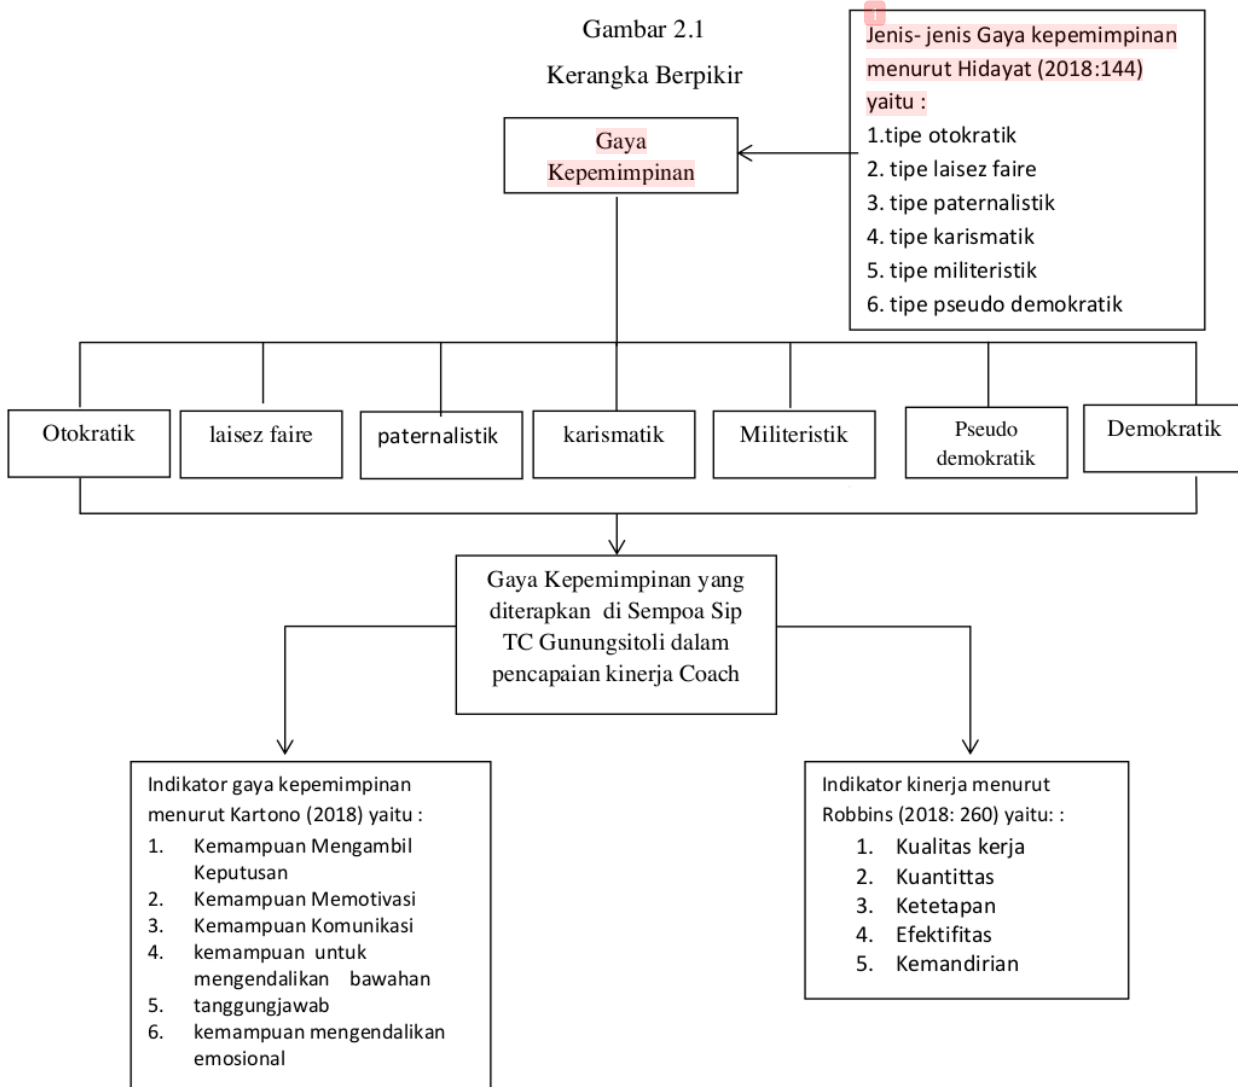 Gambar 2.1
Kerangka Berpikir
i
Jenis- jenis Gaya kepemimpinan
menurut Hidayat (2018:144)
yaitu :
1.tipe otokratik
2. tipe laisez faire
3. tipe paternalistik
4. tipe karismatik
5. tipe militeristik
6. tipe pseudo demokratik
Gaya
Kepemimpinan
Otokratik
laisez faire
paternalistik
karismatik
Militeristik
Pseudo
demokratik
Demokratik
Gaya Kepemimpinan yang
diterapkan di Sempoa Sip
TC Gunungsitoli dalam
pencapaian kinerja Coach
Indikator gaya kepemimpinan
menurut Kartono (2018) yaitu :
1. Kemampuan Mengambil
Keputusan
2. Kemampuan Memotivasi
3. Kemampuan Komunikasi
4. kemampuan untuk
mengendalikan bawahan
5. tanggungjawab
6. kemampuan mengendalikan
emosional
Indikator kinerja menurut
Robbins (2018: 260) yaitu: :
1. Kualitas kerja
2. Kuantittas
3. Ketetapan
4. Efektifitas
5. Kemandirian